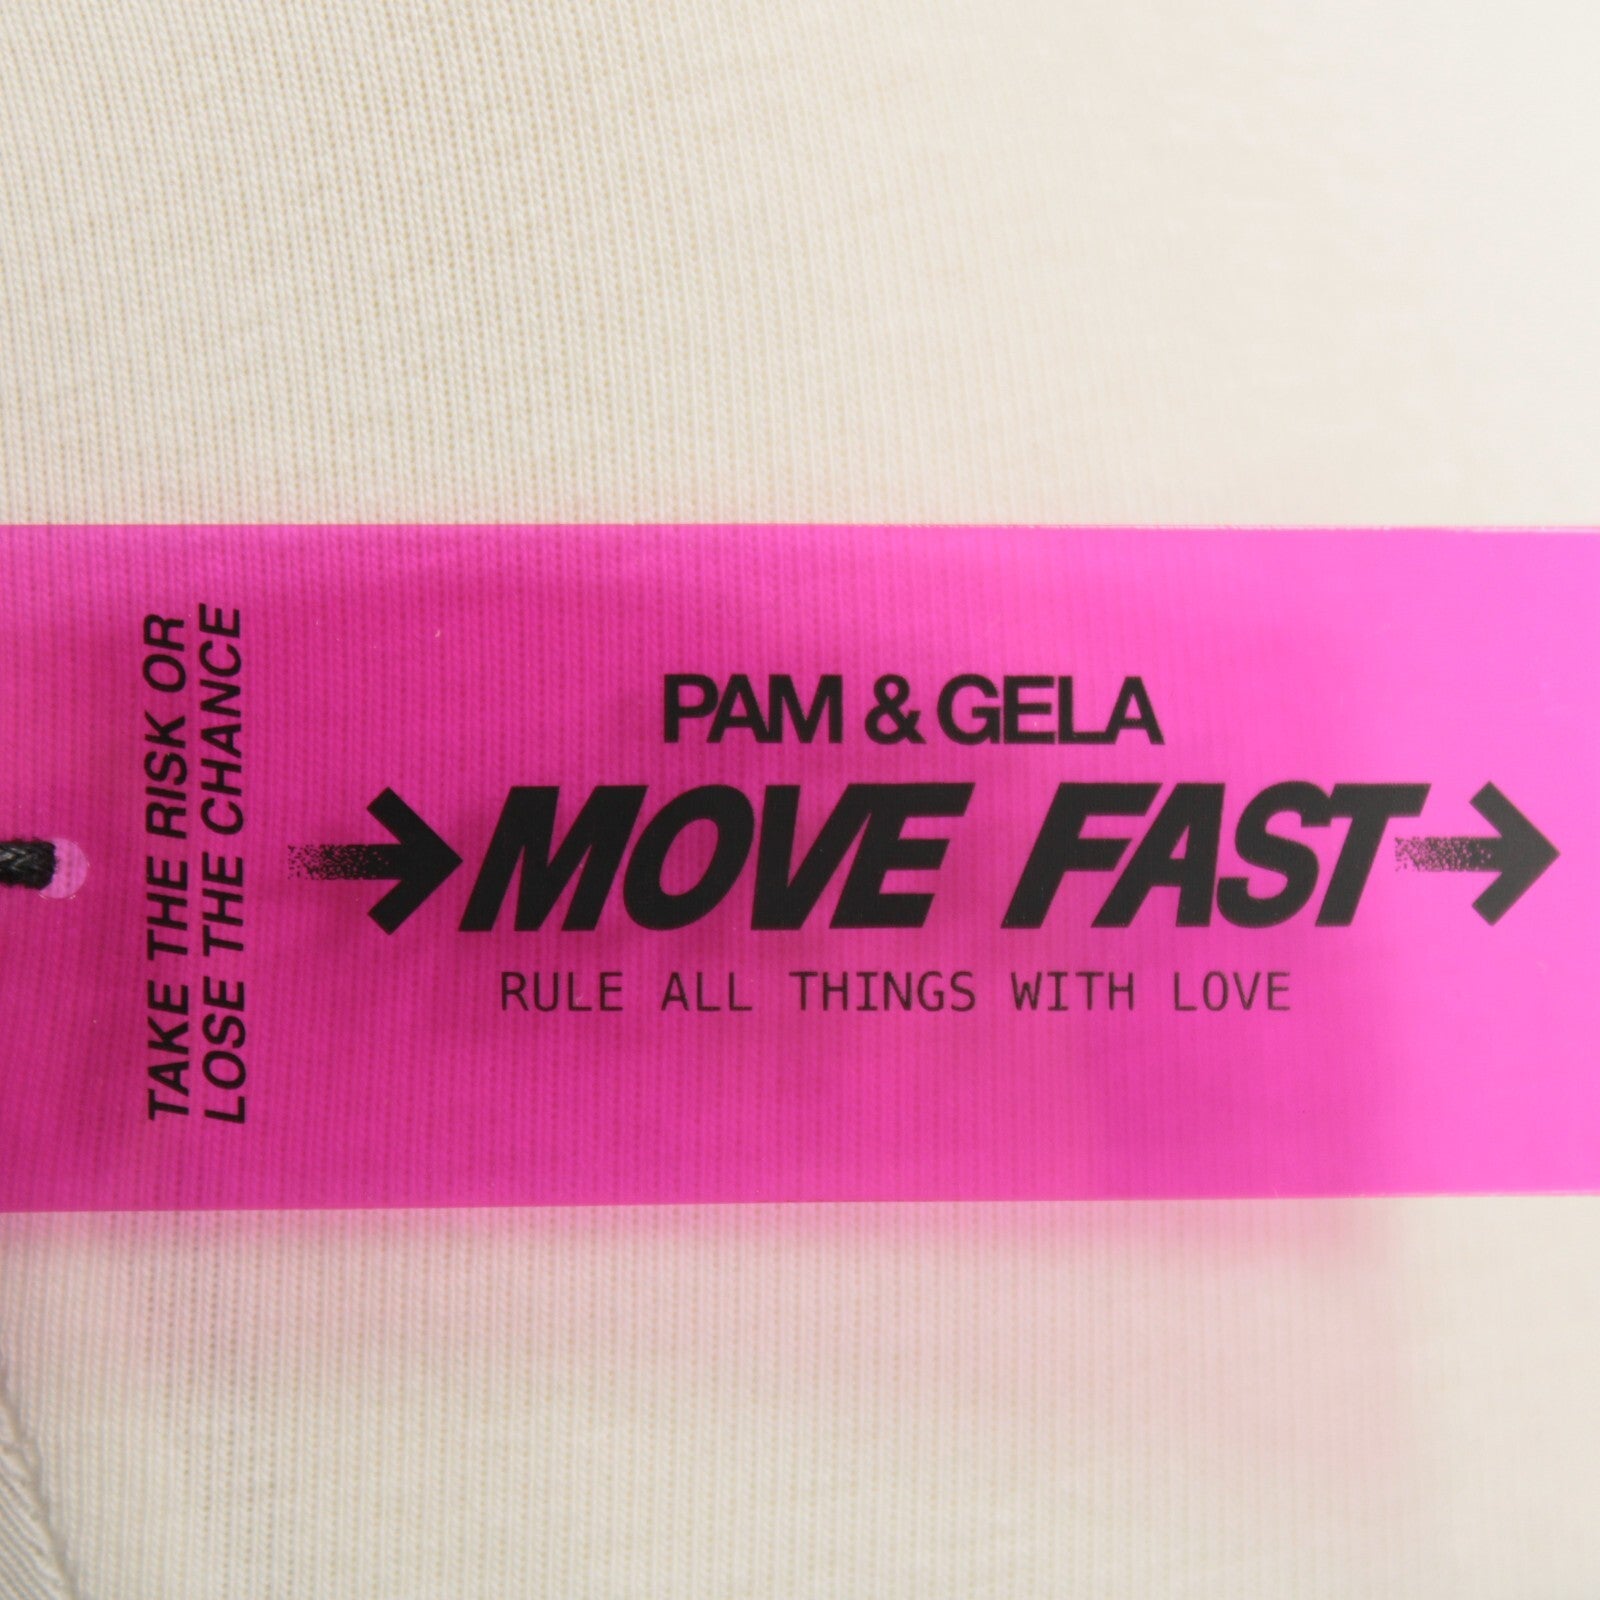 TAKE THE RISK OR
LOSE THE CHANCE
PAM & GELA
MOVE FAST
RULE ALL THINGS WITH LOVE